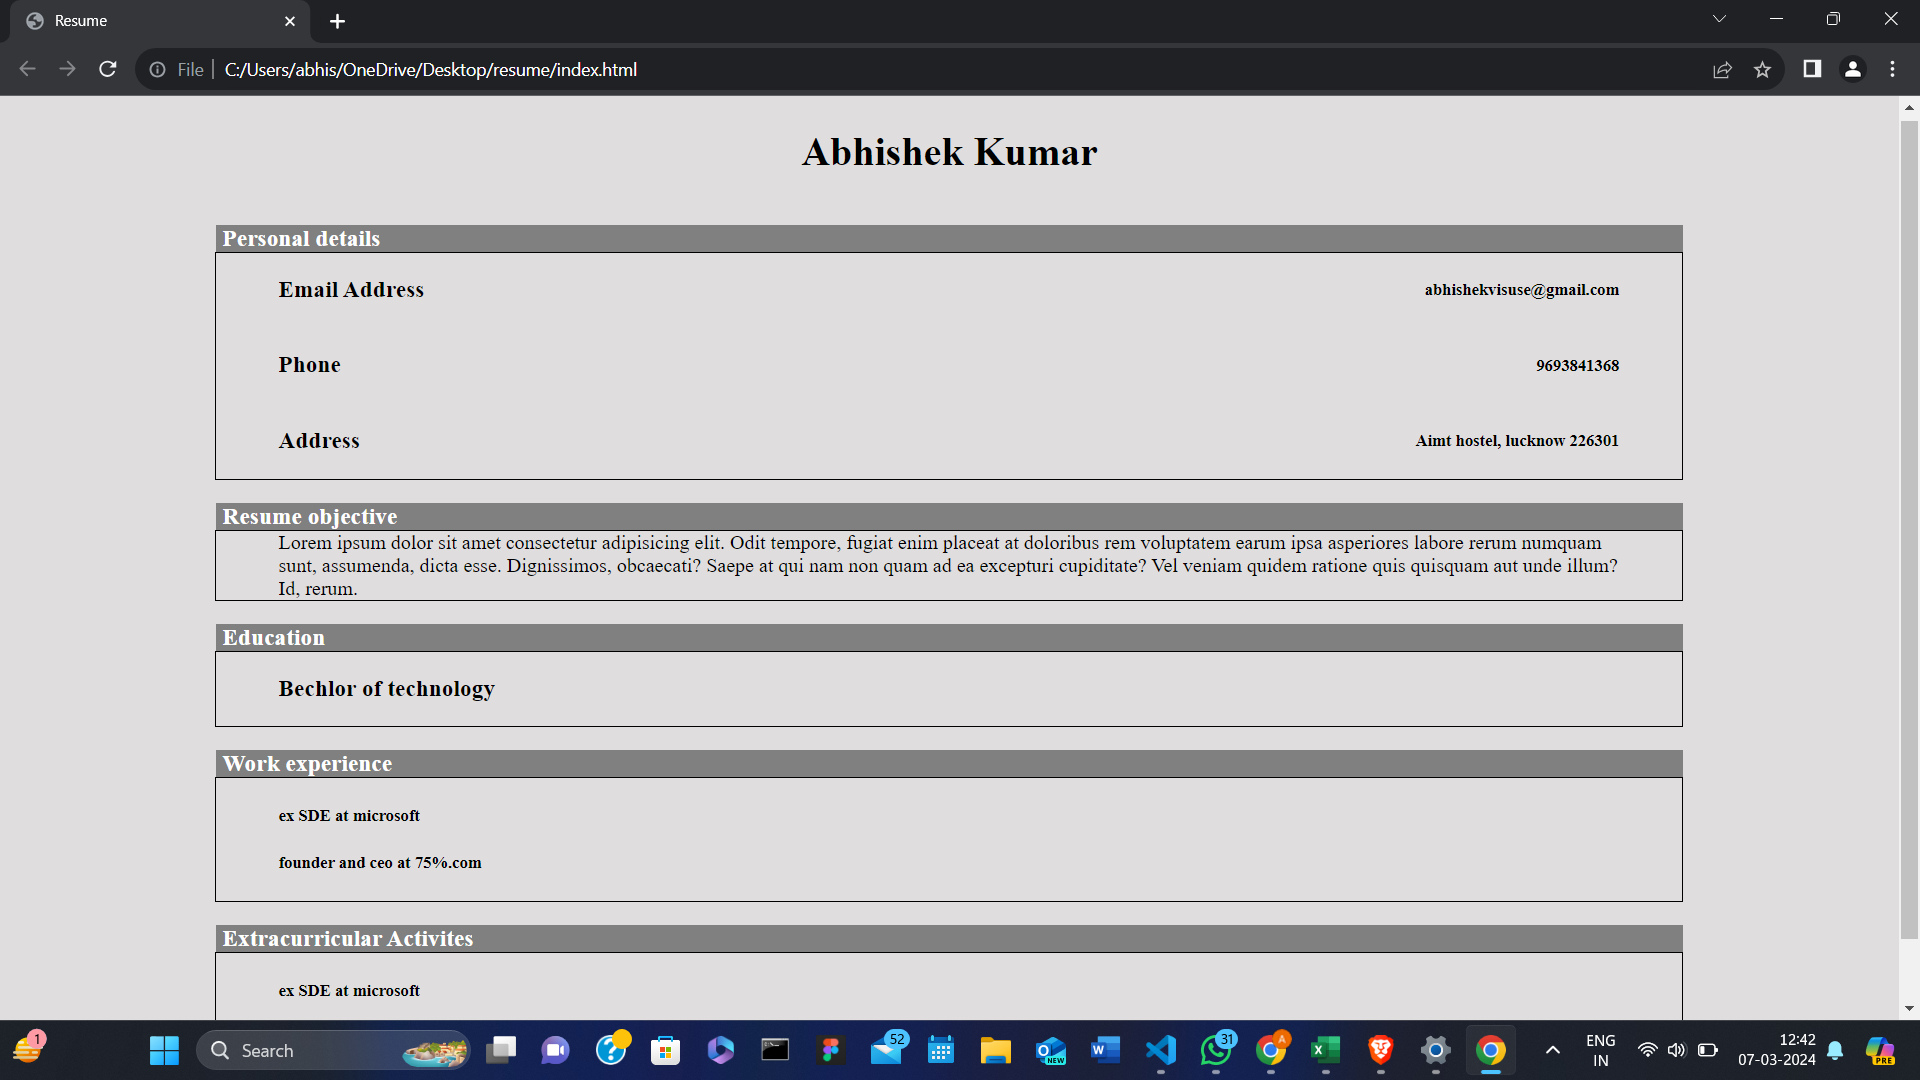 Resume
File
C:/Users/abhis/OneDrive/Desktop/resume/index.html
Abhishek Kumar
Personal details
Email Address abhishekvisuse@gmail.com
Phone 9693841368
Address Aimt hostel, lucknow 226301
Resume objective
Lorem ipsum dolor sit amet consectetur adipisicing elit. Odit tempore, fugiat enim placeat at doloribus rem voluptatem earum ipsa asperiores labore rerum numquam
sunt, assumenda, dicta esse. Dignissimos, obcaecati? Saepe at qui nam non quam ad ea excepturi cupiditate? Vel veniam quidem ratione quis quisquam aut unde illum?
Id, rerum.
Education
Bechlor of technology
Work experience
ex SDE at microsoft
founder and ceo at 75%.com
Extracurricular Activites
ex SDE at microsoft
1
Search
52
NEW
W
31
A
X
ENG
IN
12:42
07-03-2024
PRE